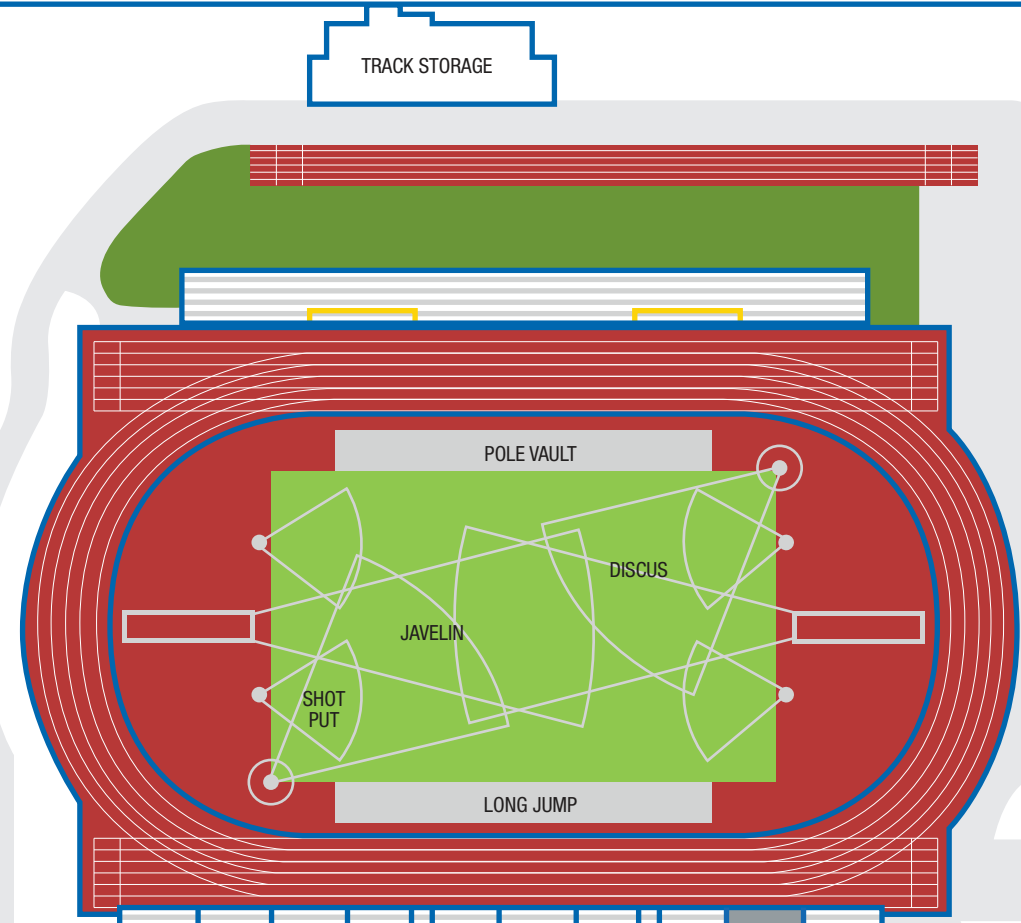 TRACK STORAGE
POLE VAULT
DISCUS
JAVELIN
SHOT
PUT
LONG JUMP